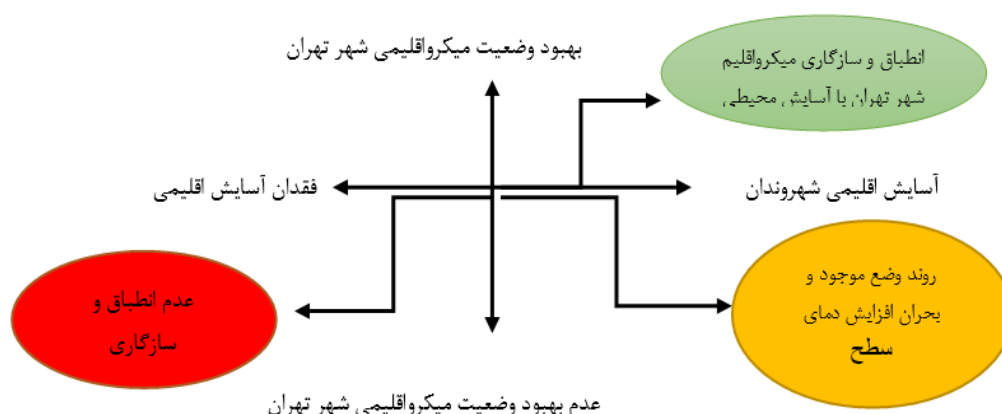 بهبود وضعیت میکرواقلیمی شهر تهران
انطباق و سازگاری میکرواقلیم
شهر تهران با آسایش محیطی
آسایش اقلیمی شهروندان
فقدان آسایش اقلیمی
روند وضع موجود و
بحران افزایش دمای
سطح
عدم انطباق و
سازگاری
عدم بهبود وضعیت میکرواقلیمی شهر تهران